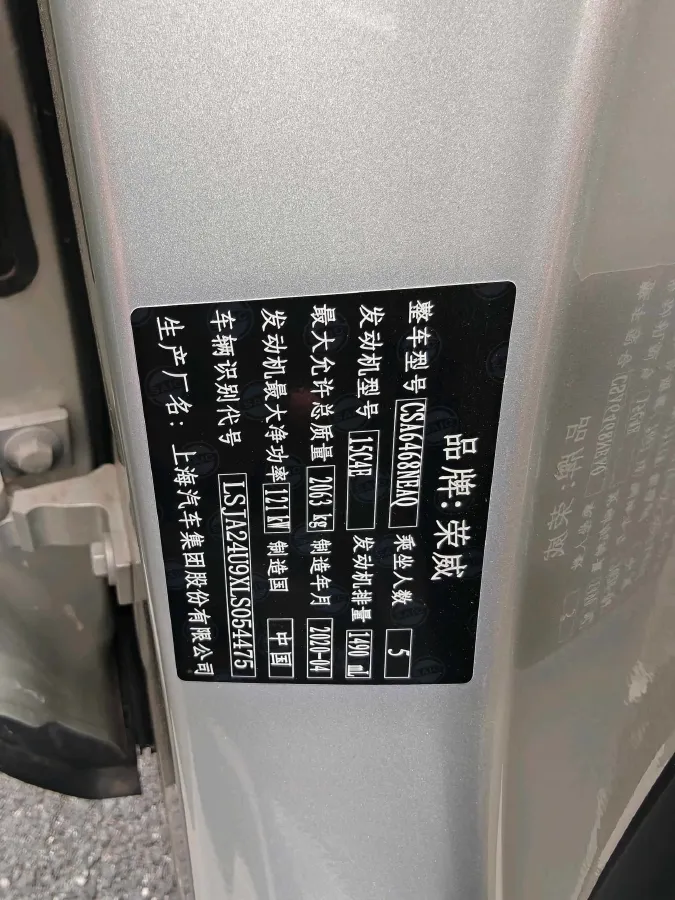 品牌: 荣威
整车型号 CSA6468NEAQ 乘坐人数 5
发动机型号 15C4E 发动机排量 1490 mL
最大允许总质量 2063 kg 制造年月 2020-04
发动机最大净功率 121 kW 制造国 中国
车辆识别代号 LSJA24U9XLS054475
生产厂名: 上海汽车集团股份有限公司